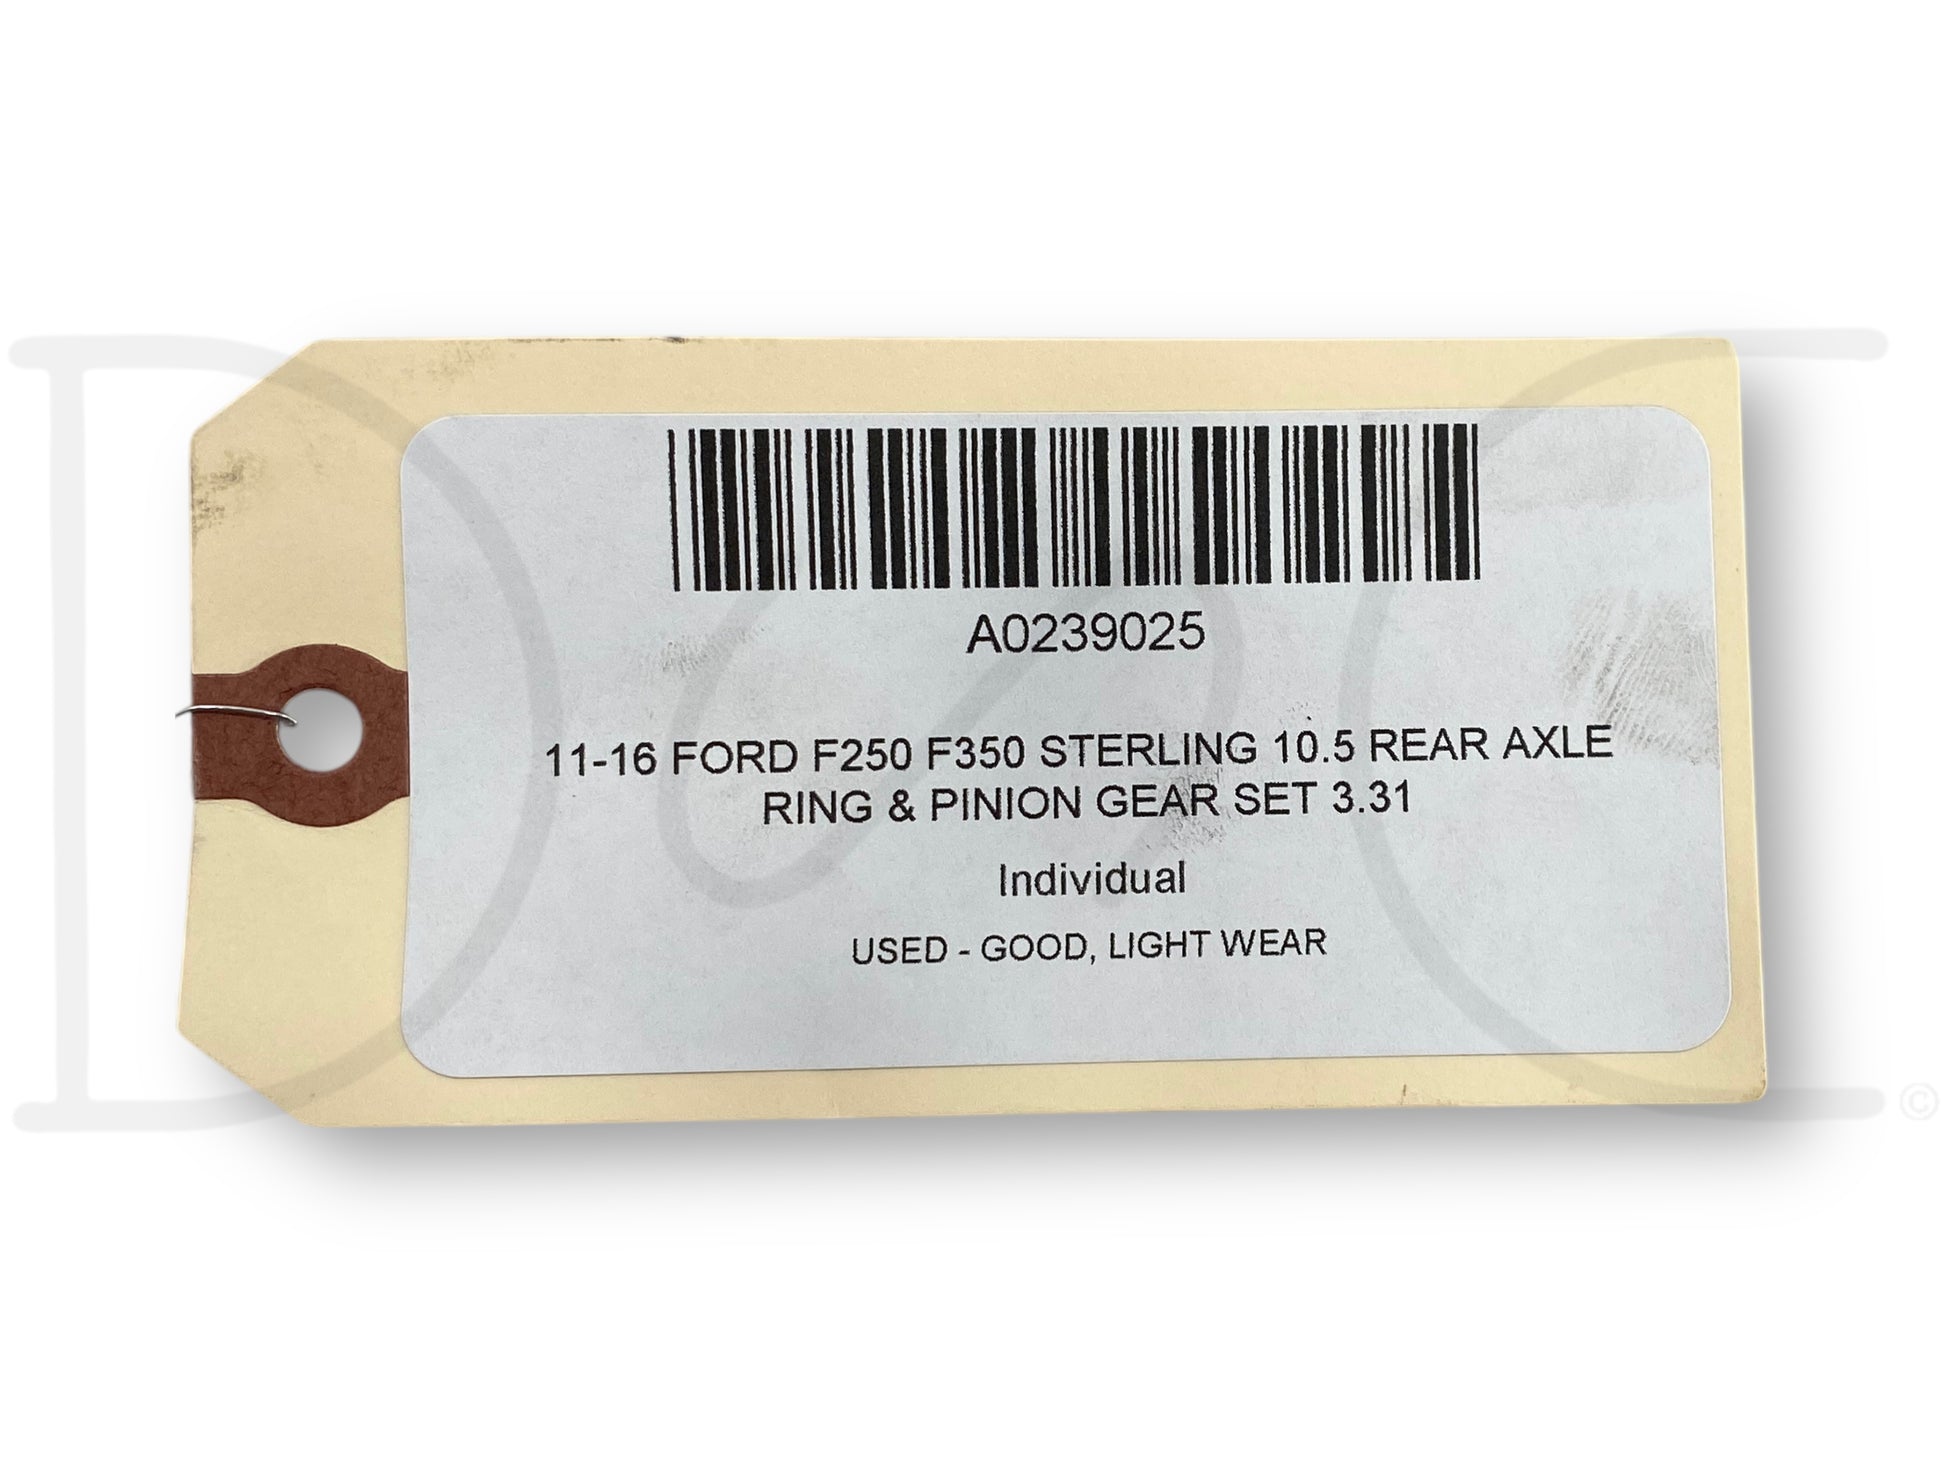 A0239025
11-16 FORD F250 F350 STERLING 10.5 REAR AXLE
RING & PINION GEAR SET 3.31
Individual
USED - GOOD, LIGHT WEAR
D C ©